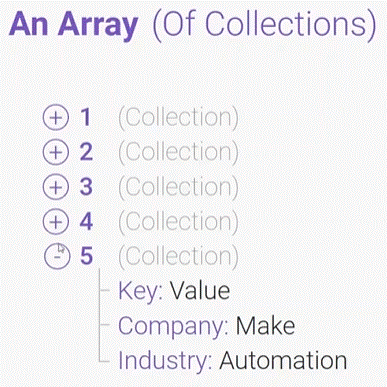 An Array (Of Collections)
1 (Collection)
2 (Collection)
3 (Collection)
4 (Collection)
5 (Collection)
Key: Value
Company: Make
Industry: Automation